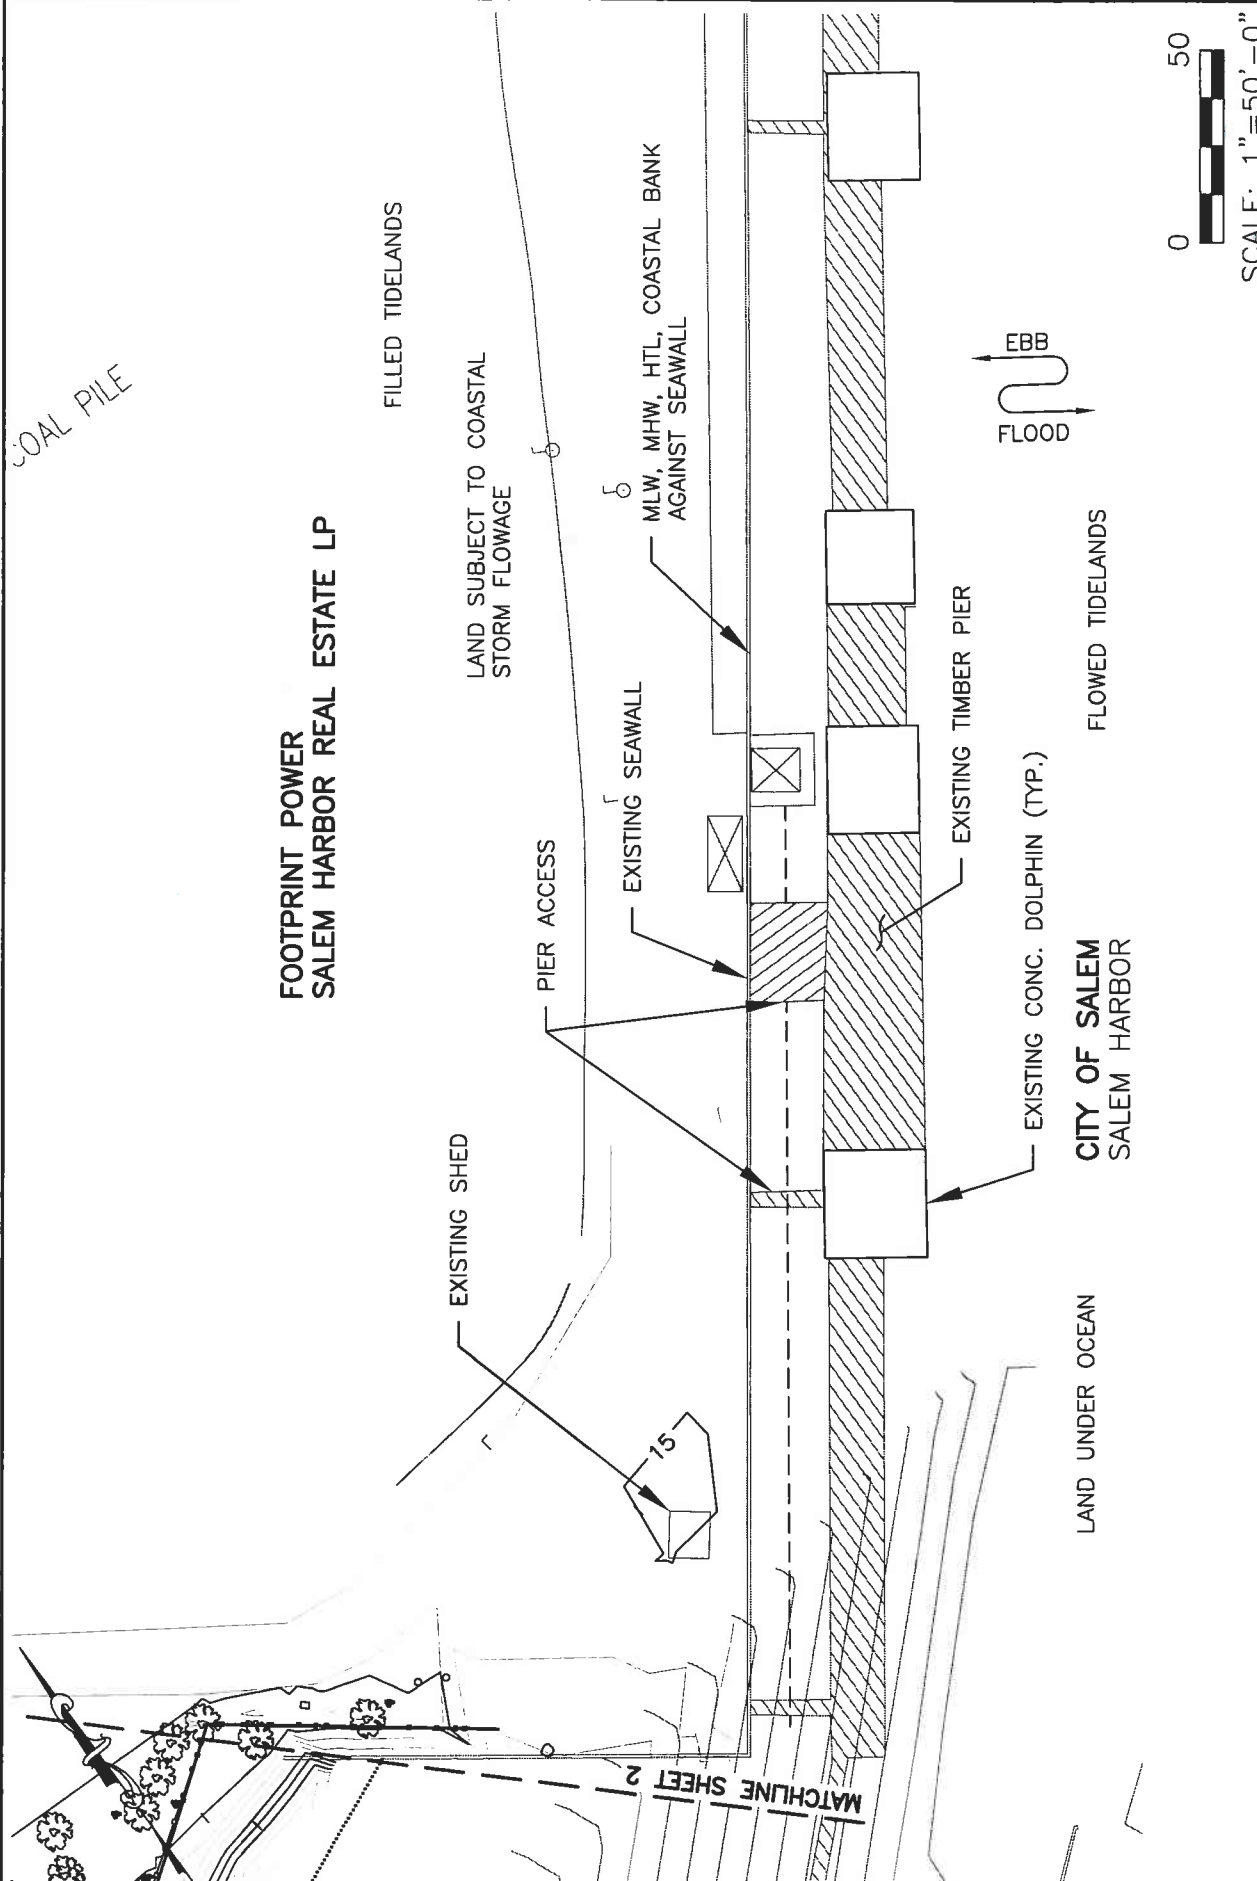 COAL PILE
FILLED TIDELANDS
FOOTPRINT POWER
SALEM HARBOR REAL ESTATE LP
LAND SUBJECT TO COASTAL
STORM FLOWAGE
MLW, MHW, HTL, COASTAL BANK
AGAINST SEAWALL
EXISTING SEAWALL
PIER ACCESS
EXISTING SHED
15
MATCHLINE SHEET 2
EXISTING TIMBER PIER
EXISTING CONC. DOLPHIN (TYP.)
CITY OF SALEM
SALEM HARBOR
LAND UNDER OCEAN
FLOWED TIDELANDS
EBB
FLOOD
0 50
SCALE: 1"=50'-0"